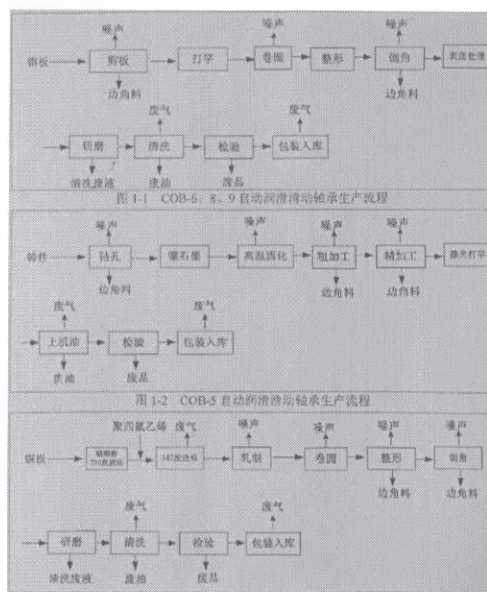 噪声 噪声 噪声
钢板 剪板 打字 卷圆 整形 倒角 表面处理
边角料 边角料
废气 废气
研磨 清洗 检验 包装入库
清洗废液 废油 废品
图 1-1 COB-6、8、9 自动润滑滑动轴承生产流程
噪声 噪声 噪声 噪声
铸件 钻孔 镶石墨 高温固化 粗加工 精加工 激光打字
边角料 边角料 边角料
废气 废气
上机油 检验 包装入库
废油 废品
图 1-2 COB-5 自动润滑滑动轴承生产流程
聚四氟乙烯 废气 噪声 噪声 噪声 噪声
钢板 轧制 卷圆 整形 倒角
边角料 边角料
废气 废气
研磨 清洗 检验 包装入库
清洗废液 废油 废品